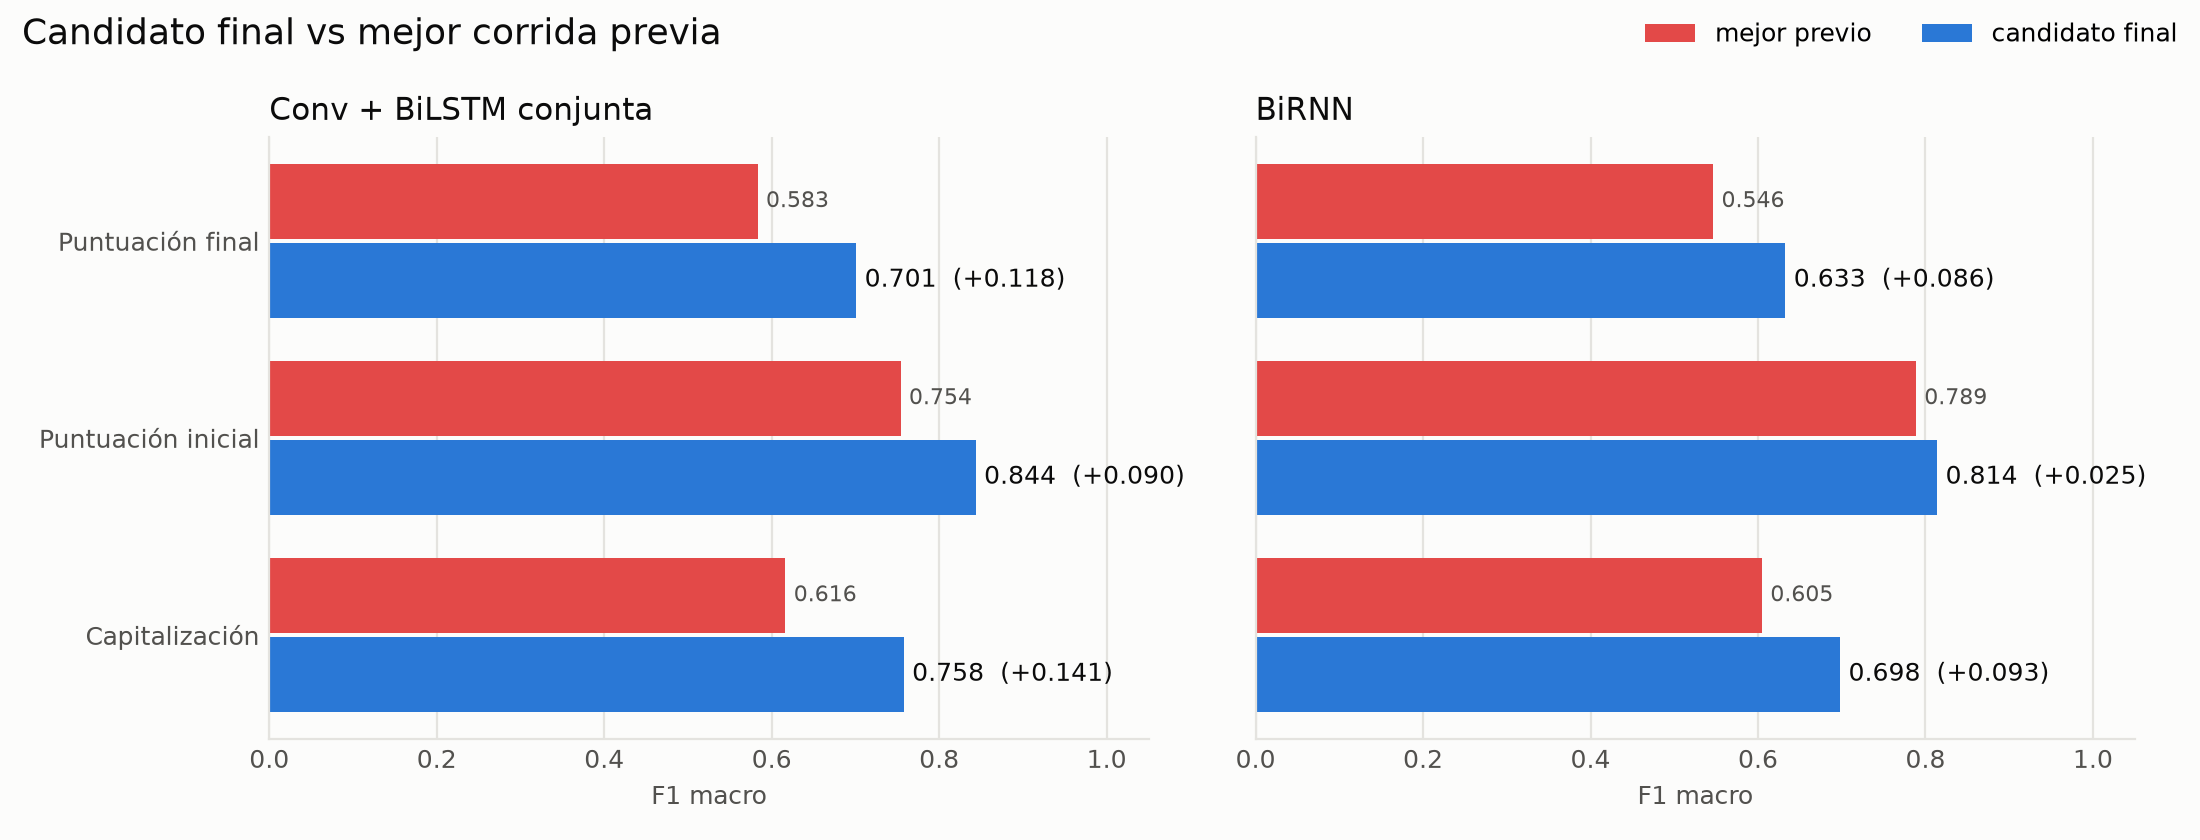 Candidato final vs mejor corrida previa
mejor previo
candidato final
Conv + BiLSTM conjunta
Puntuación final
0.583
0.701 (+0.118)
Puntuación inicial
0.754
0.844 (+0.090)
Capitalización
0.616
0.758 (+0.141)
0.0 0.2 0.4 0.6 0.8 1.0
F1 macro
BiRNN
0.546
0.633 (+0.086)
0.789
0.814 (+0.025)
0.605
0.698 (+0.093)
0.0 0.2 0.4 0.6 0.8 1.0
F1 macro